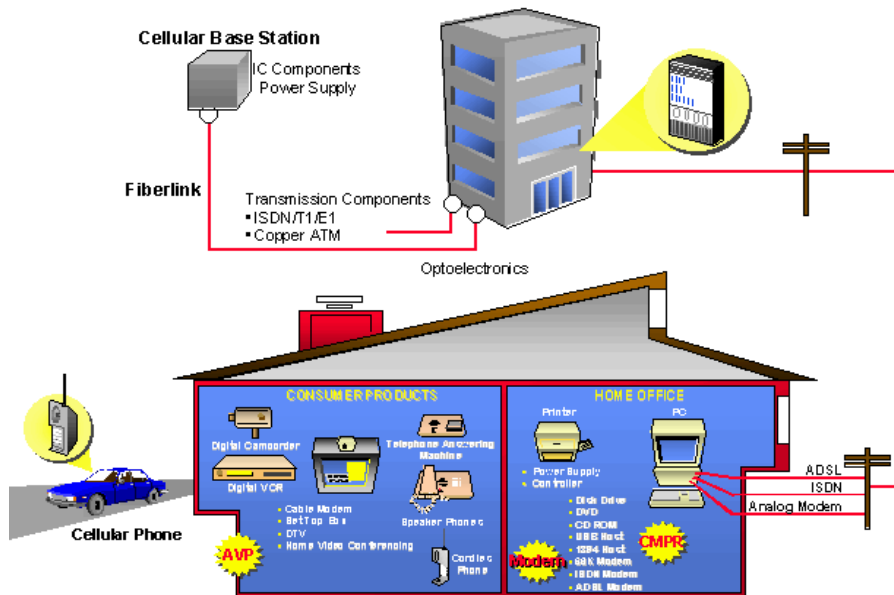 Cellular Base Station
IC Components
Power Supply
Fiberlink
Transmission Components
▪ISDN/T1/E1
▪Copper ATM
Optoelectronics
CONSUMER PRODUCTS
Digital Camcorder
Digital VCR
Telephone Answering
Machine
Speaker Phones
• Cable Modem
• Set Top Box
• DTV
• Home Video Conferencing
Cordless
Phone
AVP
HOME OFFICE
Printer
PC
• Power Supply
• Controller
• Disk Drive
• DVD
• CD ROM
• USB Host
• 1394 Host
• 56K Modem
• ISDN Modem
• ADSL Modem
Modem
CMPR
ADSL
ISDN
Analog Modem
Cellular Phone